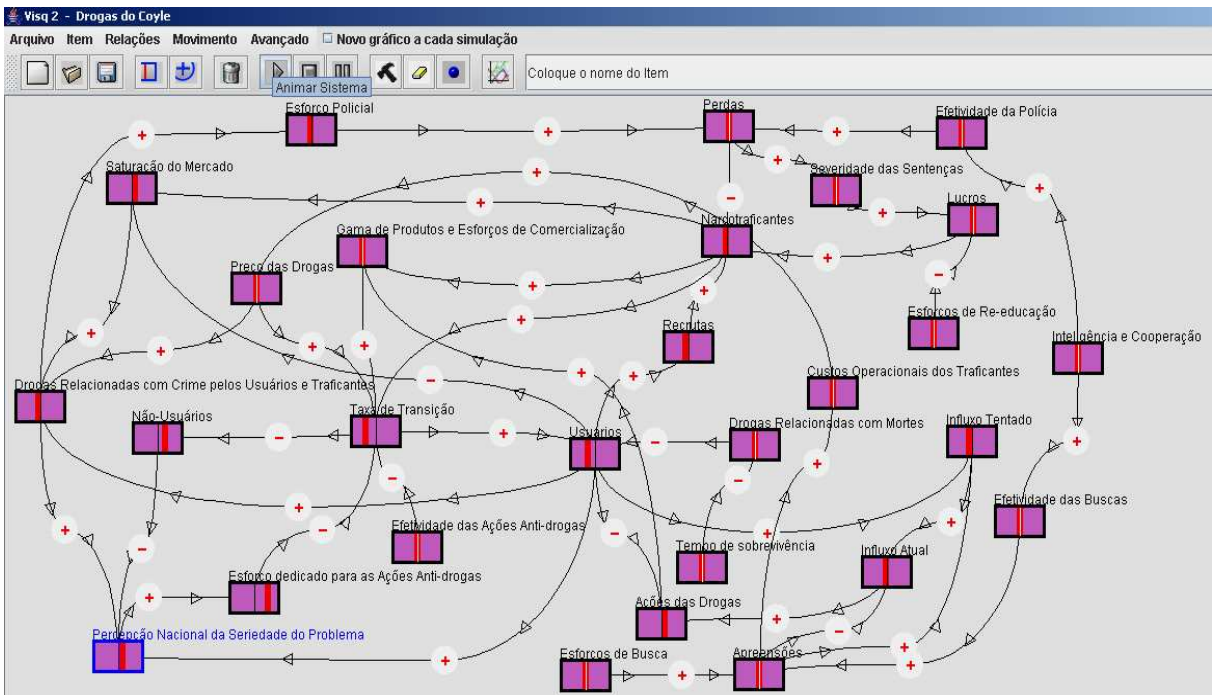 Visq 2 - Drogas do Coyle
Arquivo Item Relações Movimento Avançado Novo gráfico a cada simulação
Coloque o nome do Item
Animar Sistema
Esforço Policial
Perdas
Efetividade da Polícia
+
+
+
Saturação do Mercado
+
+
Severidade das Sentenças
+
-
+
Lucros
+
Narcotraficantes
Gama de Produtos e Esforços de Comercialização
+
Preço das Drogas
-
+
+
Esforços de Re-educação
+
Recrutas
Inteligência e Cooperação
+
+
+
+
+
+
Custos Operacionais dos Traficantes
-
Drogas Relacionadas com Crime pelos Usuários e Traficantes
Taxa de Transição
Não-Usuários
Drogas Relacionadas com Mortes
Influxo Tentado
-
+
Usuários
-
+
+
-
-
Efetividade das Buscas
+
+
Efetividade das Ações Anti-drogas
-
-
+
+
-
Tempo de sobrevivência
Influxo Atual
Esforço dedicado para as Ações Anti-drogas
+
Ações das Drogas
+
-
Percepção Nacional da Seriedade do Problema
+
Esforços de Busca
+
Apreensões
+
+